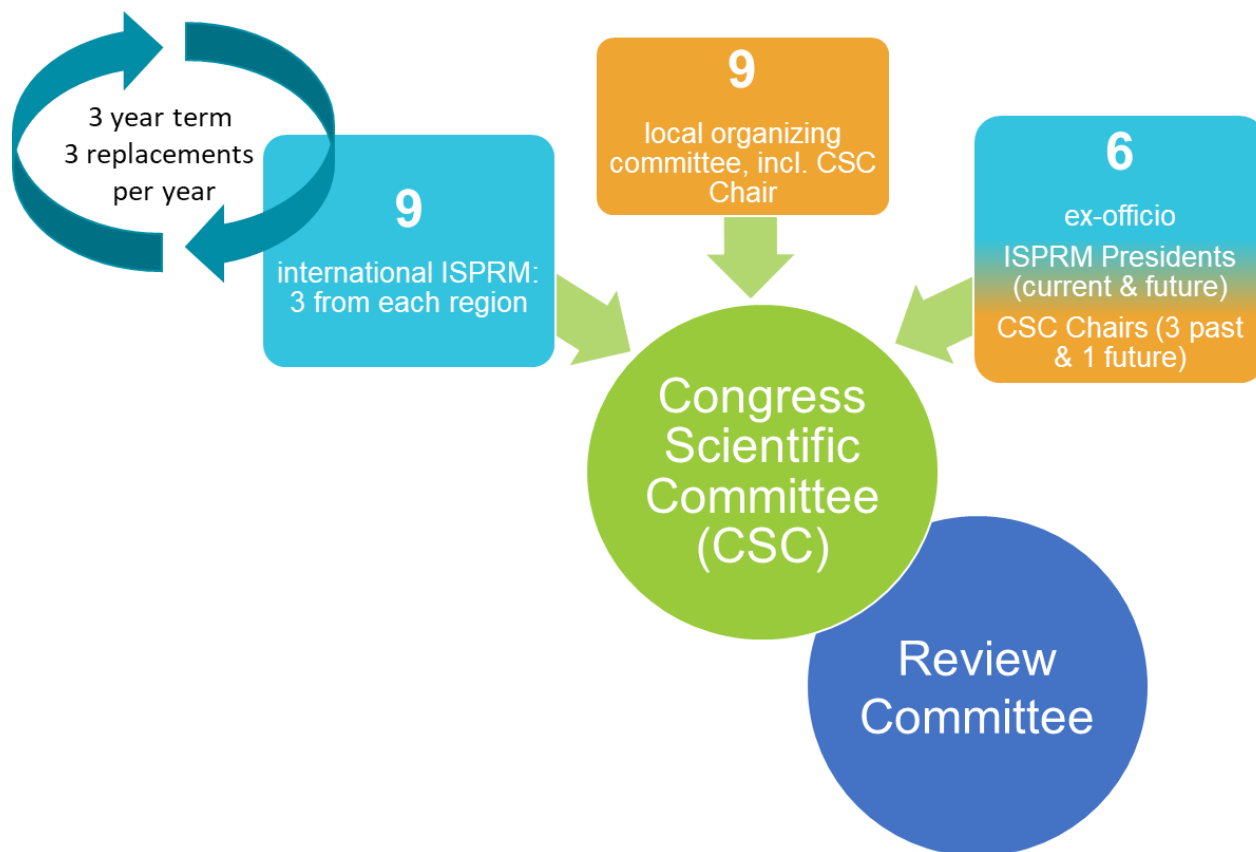 3 year term
3 replacements
per year
9
international ISPRM:
3 from each region
9
local organizing
committee, incl. CSC
Chair
6
ex-officio
ISPRM Presidents
(current & future)
CSC Chairs (3 past
& 1 future)
Congress
Scientific
Committee
(CSC)
Review
Committee